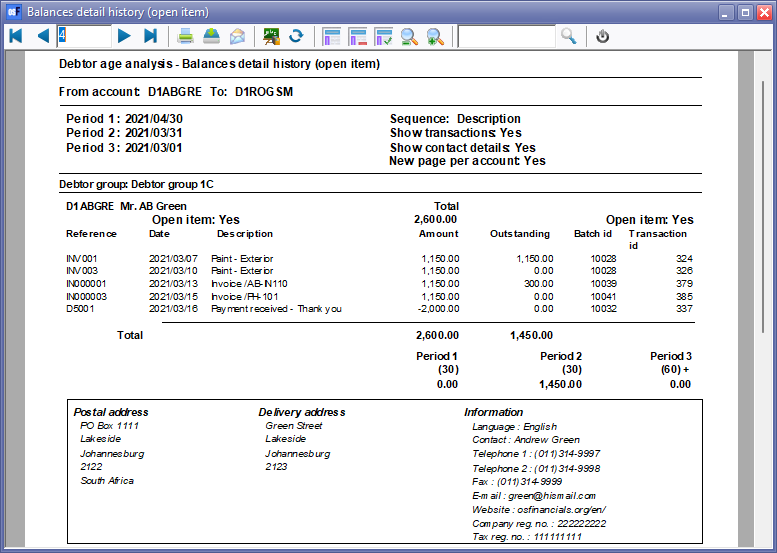 Balances detail history (open item)
4
Debtor age analysis - Balances detail history (open item)
From account: D1ABGRE To: D1ROGSM
Period 1 : 2021/04/30 Sequence: Description
Period 2 : 2021/03/31 Show transactions: Yes
Period 3 : 2021/03/01 Show contact details: Yes
New page per account: Yes
Debtor group: Debtor group 1C
D1ABGRE Mr. AB Green Total
Open item: Yes 2,600.00 Open item: Yes
Reference Date Description Amount Outstanding Batch id Transaction
id
INV001 2021/03/07 Paint - Exterior 1,150.00 1,150.00 10028 324
INV003 2021/03/10 Paint - Exterior 1,150.00 0.00 10028 326
IN000001 2021/03/13 Invoice /AB-IN110 1,150.00 300.00 10039 379
IN000003 2021/03/15 Invoice /PH-101 1,150.00 0.00 10041 385
D5001 2021/03/16 Payment received - Thank you -2,000.00 0.00 10032 337
Total 2,600.00 1,450.00
Period 1 Period 2 Period 3
(30) (30) (60) +
0.00 1,450.00 0.00
Postal address Delivery address Information
PO Box 1111 Green Street Language : English
Lakeside Lakeside Contact : Andrew Green
Johannesburg Johannesburg Telephone 1 : (011)314-9997
2122 2123 Telephone 2 : (011)314-9998
South Africa Fax : (011)314-9999
E-mail : green@hismail.com
Website : osfinancials.org/en/
Company reg. no. : 222222222
Tax reg. no. : 111111111